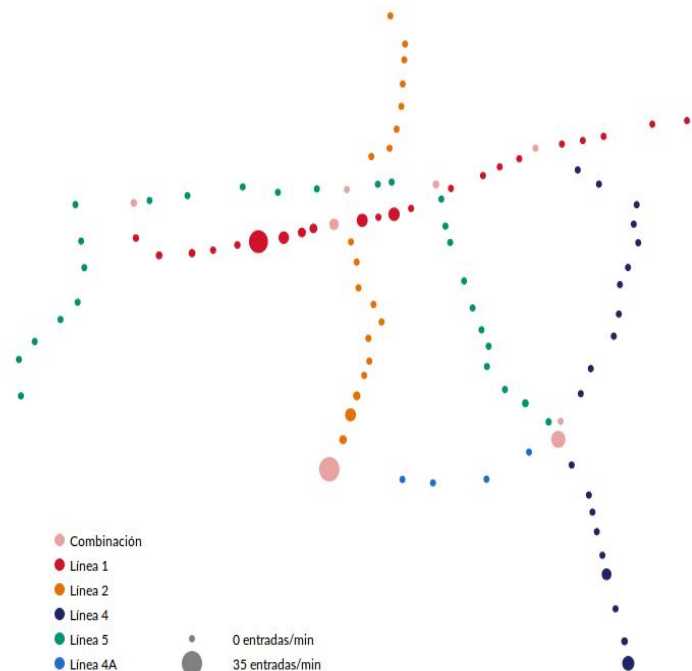 Combinación
Línea 1
Línea 2
Línea 4
Línea 5
Línea 4A
0 entradas/min
35 entradas/min